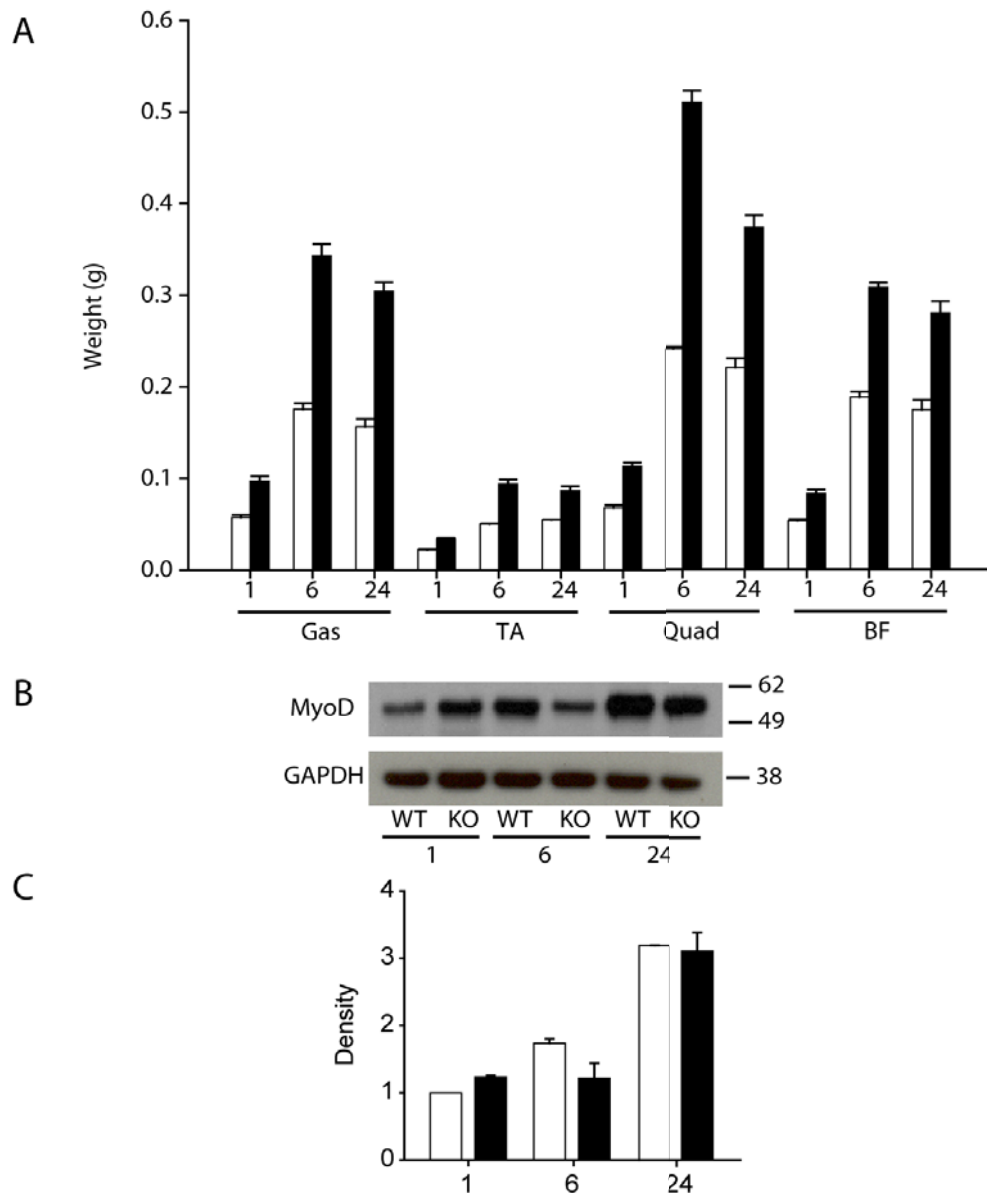 A
0.6
0.5
0.4
0.3
0.2
0.1
0.0
Weight (g)
1 6 24 1 6 24 1 6 24 1 6 24
Gas TA Quad BF
B
MyoD
62
49
GAPDH
38
WT KO WT KO WT KO
1 6 24
C
4
3
2
1
0
Density
1 6 24